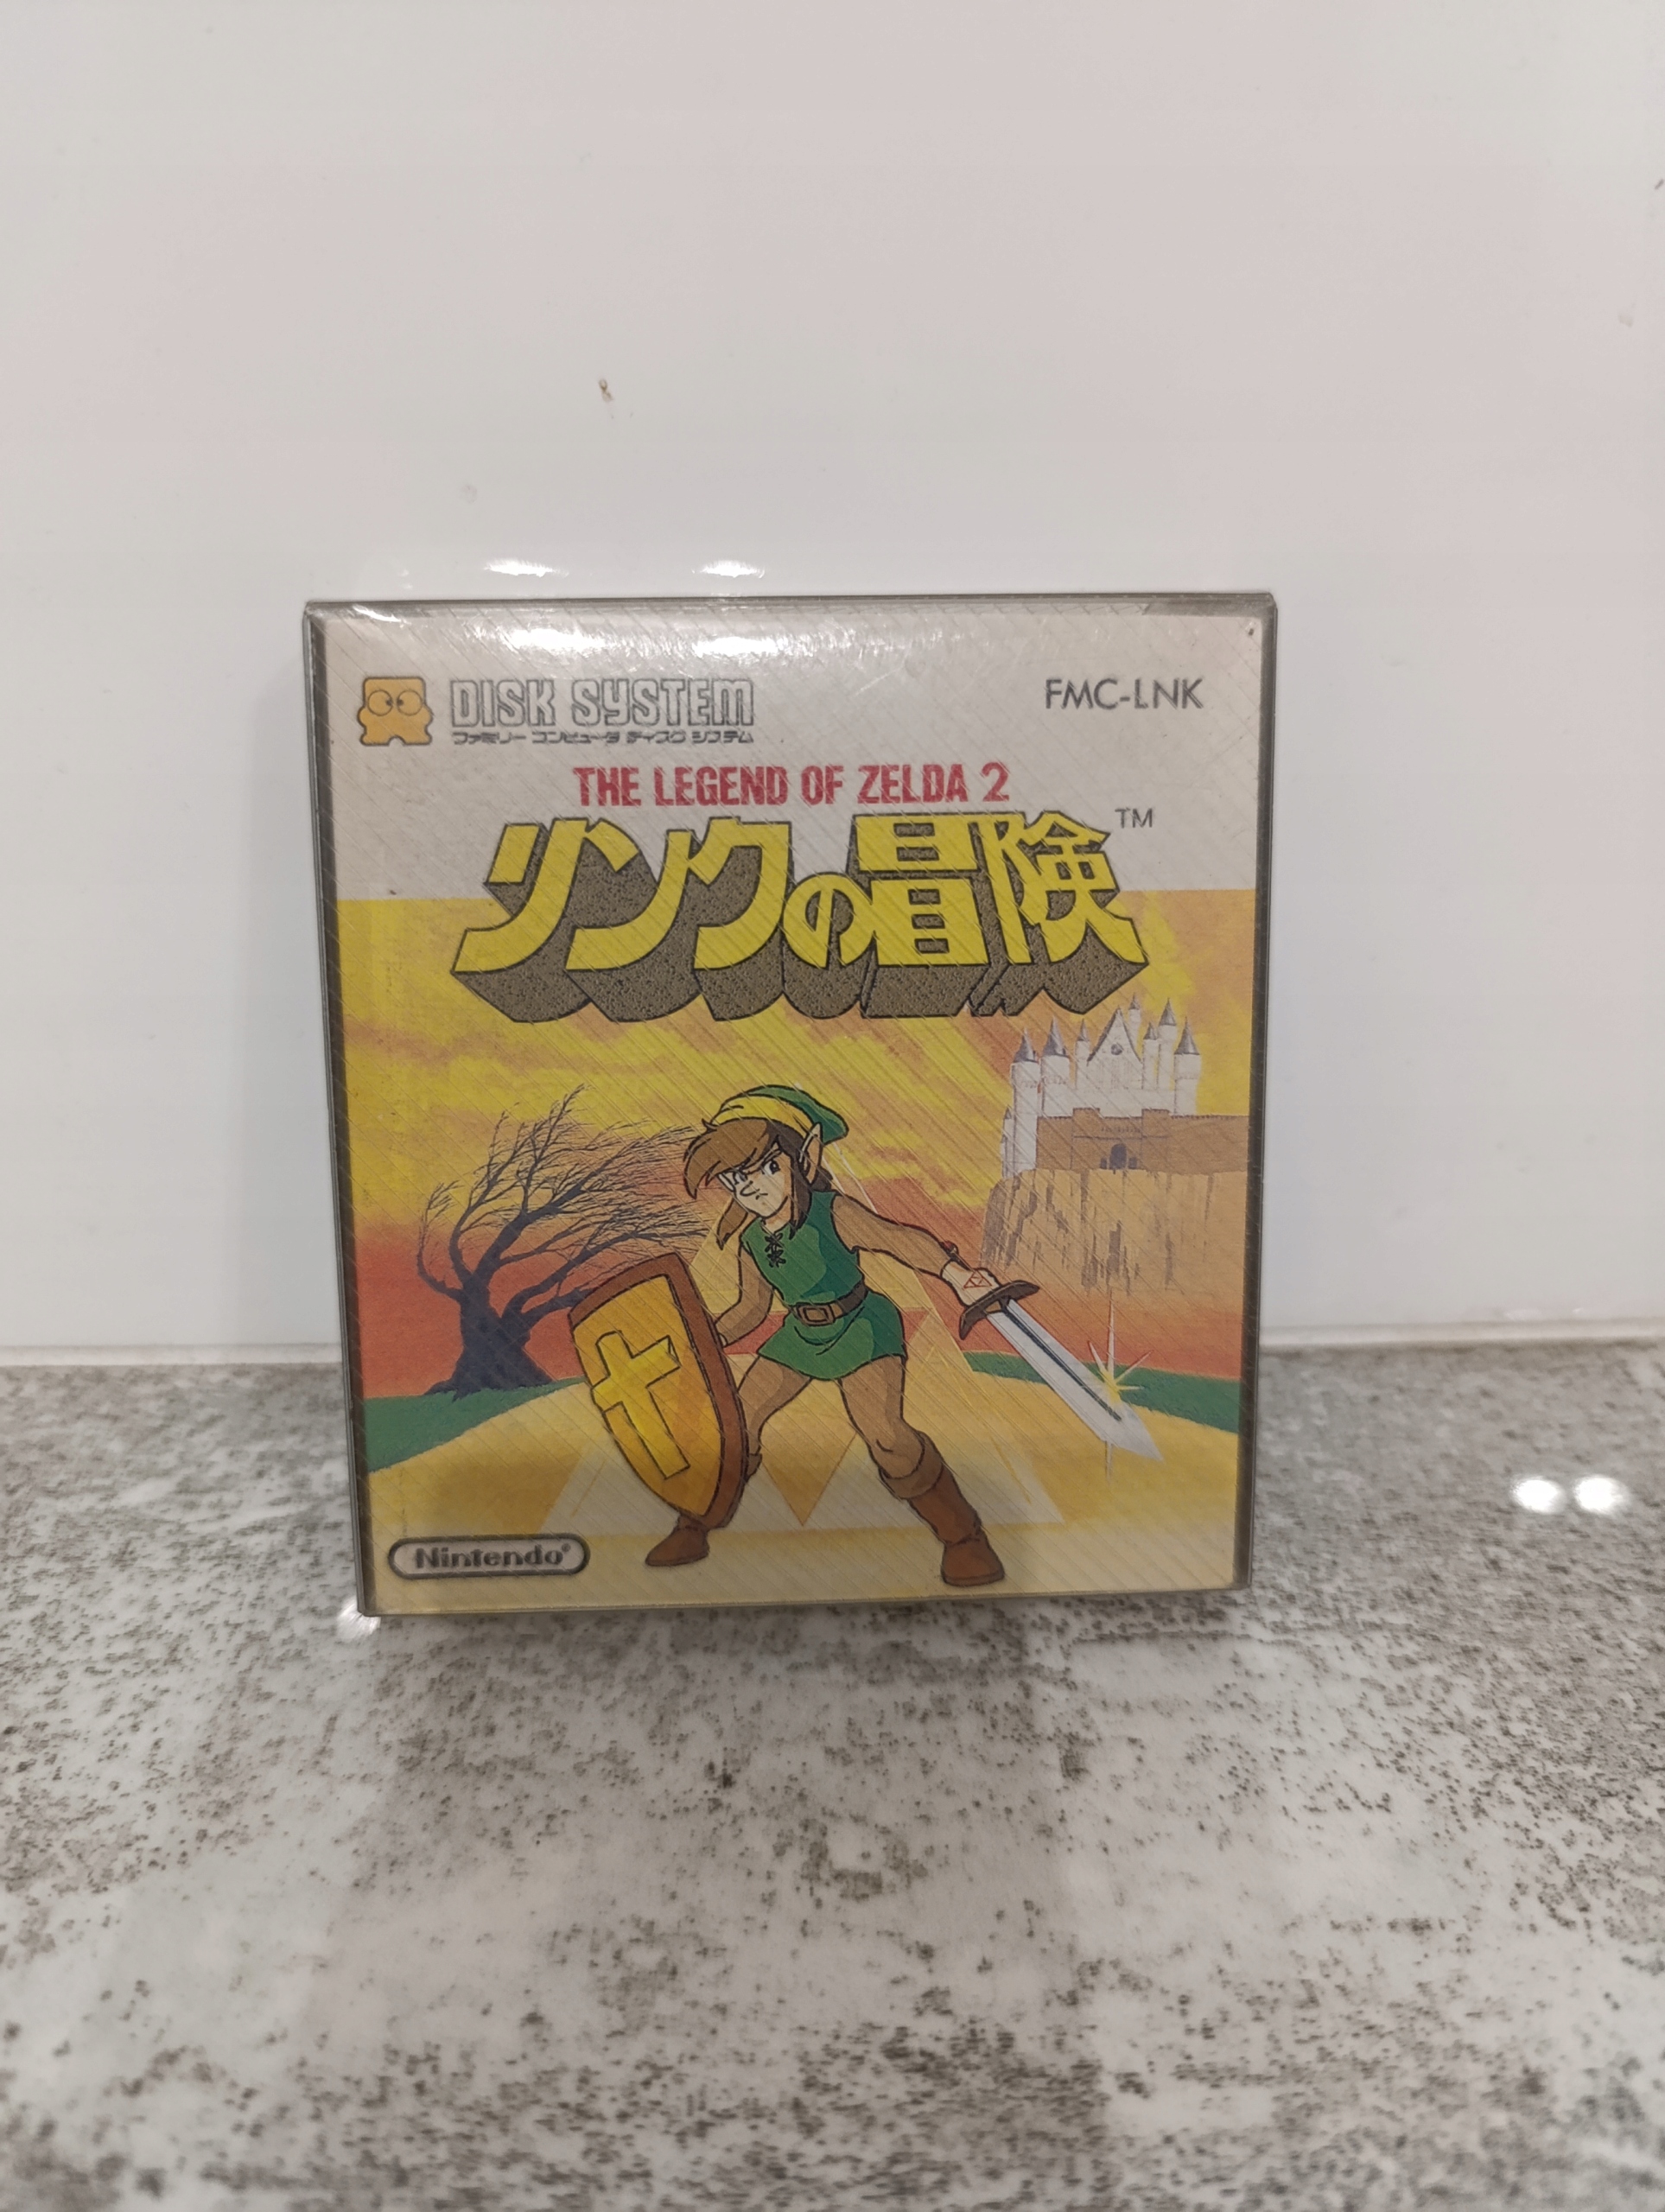 DISK SYSTEM
ファミリー コンピュータ ディスク システム
FMC-LNK
THE LEGEND OF ZELDA 2
リンクの冒険™
Nintendo®